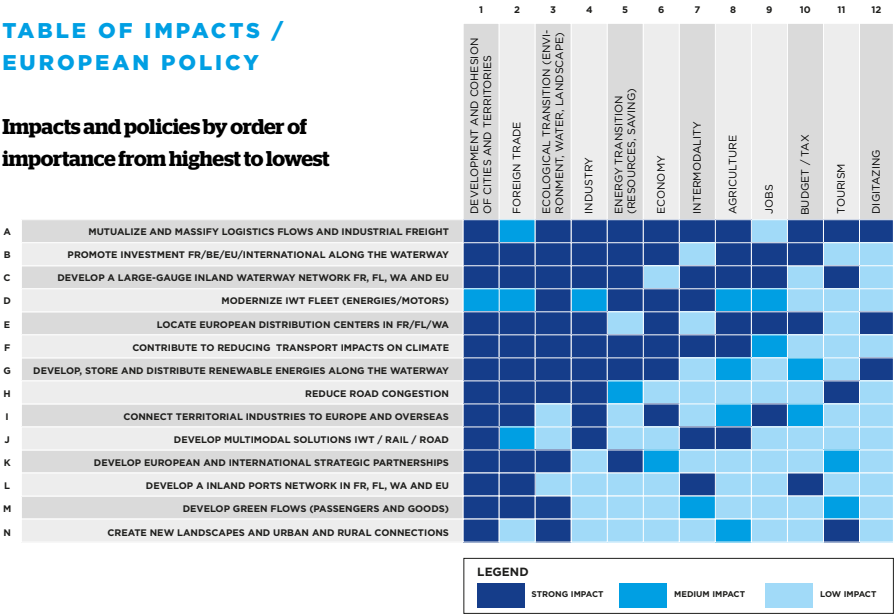 1 2 3 4 5 6 7 8 9 10 11 12
TABLE OF IMPACTS /
EUROPEAN POLICY
Impacts and policies by order of
importance from highest to lowest
DEVELOPMENT AND COHESION
OF CITIES AND TERRITORIES
FOREIGN TRADE
ECOLOGICAL TRANSITION (ENVI-
RONMENT, WATER, LANDSCAPE)
INDUSTRY
ENERGY TRANSITION
(RESOURCES, SAVING)
ECONOMY
INTERMODALITY
AGRICULTURE
JOBS
BUDGET / TAX
TOURISM
DIGITAZING
A MUTUALIZE AND MASSIFY LOGISTICS FLOWS AND INDUSTRIAL FREIGHT
B PROMOTE INVESTMENT FR/BE/EU/INTERNATIONAL ALONG THE WATERWAY
C DEVELOP A LARGE-GAUGE INLAND WATERWAY NETWORK FR, FL, WA AND EU
D MODERNIZE IWT FLEET (ENERGIES/MOTORS)
E LOCATE EUROPEAN DISTRIBUTION CENTERS IN FR/FL/WA
F CONTRIBUTE TO REDUCING TRANSPORT IMPACTS ON CLIMATE
G DEVELOP, STORE AND DISTRIBUTE RENEWABLE ENERGIES ALONG THE WATERWAY
H REDUCE ROAD CONGESTION
I CONNECT TERRITORIAL INDUSTRIES TO EUROPE AND OVERSEAS
J DEVELOP MULTIMODAL SOLUTIONS IWT / RAIL / ROAD
K DEVELOP EUROPEAN AND INTERNATIONAL STRATEGIC PARTNERSHIPS
L DEVELOP A INLAND PORTS NETWORK IN FR, FL, WA AND EU
M DEVELOP GREEN FLOWS (PASSENGERS AND GOODS)
N CREATE NEW LANDSCAPES AND URBAN AND RURAL CONNECTIONS
LEGEND
STRONG IMPACT MEDIUM IMPACT LOW IMPACT